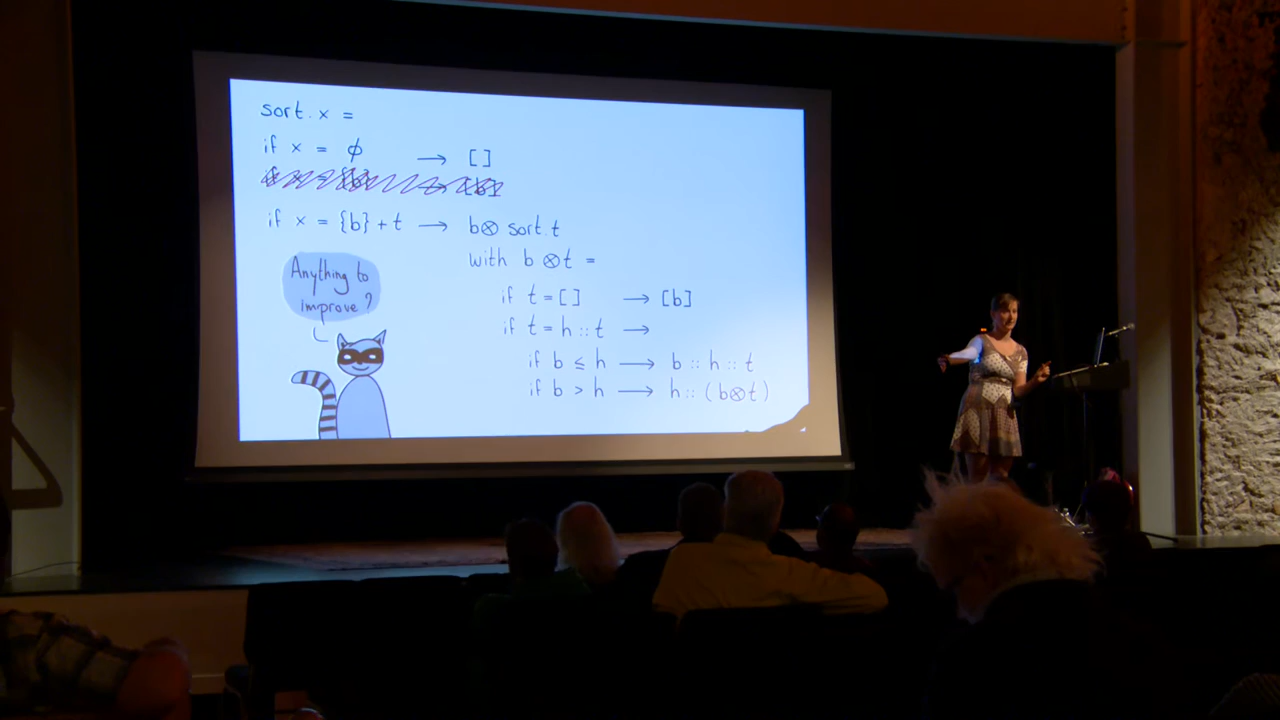 sort.x =
if x = ϕ → []
if x = {b} + t → b⊗ sort.t
with b ⊗t =
if t = [] → [b]
if t = h :: t →
if b ≤ h → b :: h :: t
if b > h → h :: (b⊗t)
Anything to
improve?